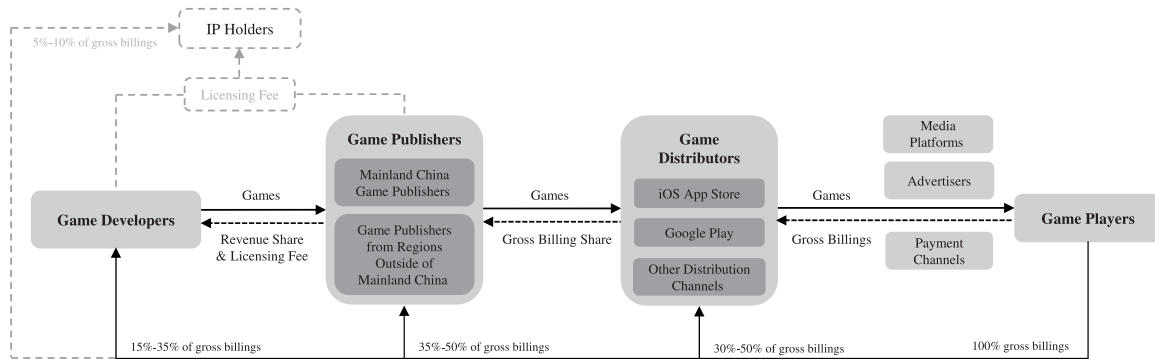 IP Holders
5%-10% of gross billings
Licensing Fee
Game Developers
Games
Revenue Share
& Licensing Fee
Game Publishers
Mainland China
Game Publishers
Game Publishers
from Regions
Outside of
Mainland China
Games
Gross Billing Share
Game
Distributors
iOS App Store
Google Play
Other Distribution
Channels
Games
Gross Billings
Media
Platforms
Advertisers
Payment
Channels
Game Players
15%-35% of gross billings
35%-50% of gross billings
30%-50% of gross billings
100% gross billings